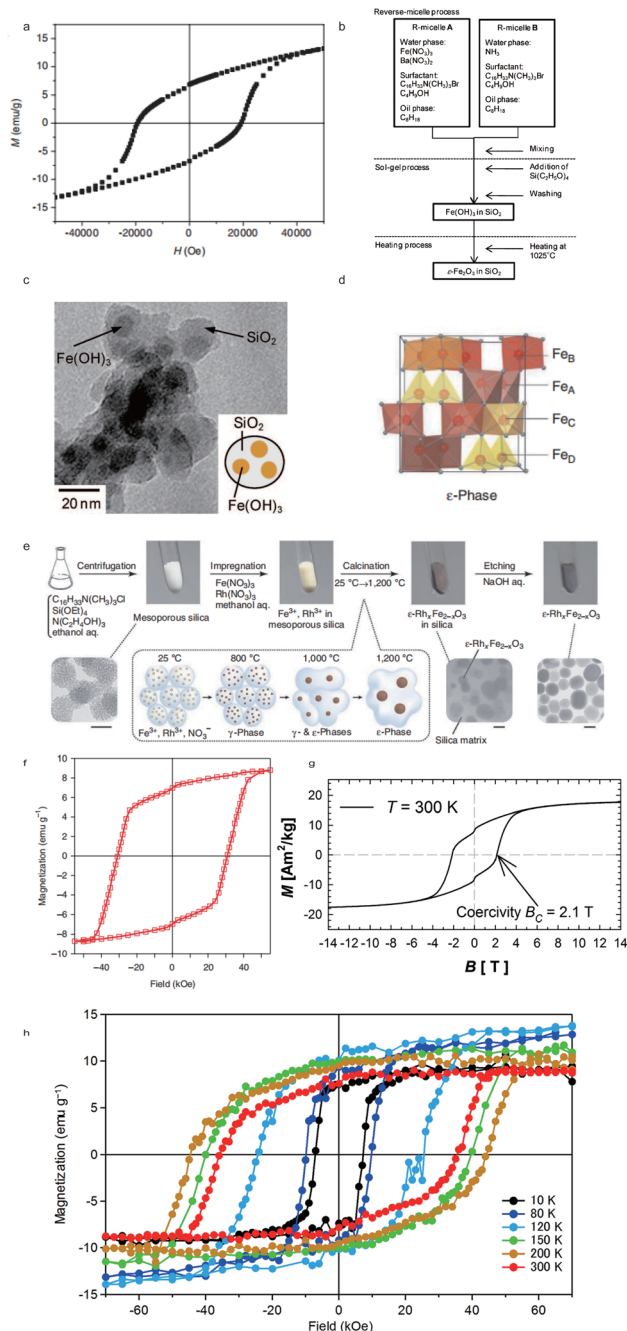 a
M (emu/g)
15
10
5
0
-5
-10
-15
-40000 -20000 0 20000 40000
H (Oe)
b
Reverse-micelle process
R-micelle A
Water phase:
Fe(NO₃)₃
Ba(NO₃)₂
Surfactant:
C₁₆H₃₃N(CH₃)₃Br
C₄H₉OH
Oil phase:
C₈H₁₈
R-micelle B
Water phase:
NH₃
Surfactant:
C₁₆H₃₃N(CH₃)₃Br
C₄H₉OH
Oil phase:
C₈H₁₈
Mixing
Sol-gel process
Addition of
Si(C₂H₅O)₄
Washing
Fe(OH)₃ in SiO₂
Heating process
Heating at
1025°C
ε-Fe₂O₃ in SiO₂
c
Fe(OH)₃
SiO₂
SiO₂
Fe(OH)₃
20 nm
d
Fe_B
Fe_A
Fe_C
Fe_D
ε-Phase
e
Centrifugation
C₁₆H₃₃N(CH₃)₃Cl
Si(OEt)₄
N(C₂H₄OH)₃
ethanol aq.
Mesoporous silica
Impregnation
Fe(NO₃)₃
Rh(NO₃)₃
methanol aq.
Fe³⁺, Rh³⁺ in
mesoporous silica
Calcination
25 °C→1,200 °C
ε-RhₓFe₂₋ₓO₃
in silica
Etching
NaOH aq.
ε-RhₓFe₂₋ₓO₃
25 °C
800 °C
1,000 °C
1,200 °C
Fe³⁺, Rh³⁺, NO₃⁻
γ-Phase
γ- & ε-Phases
ε-Phase
ε-RhₓFe₂₋ₓO₃
Silica matrix
f
Magnetization (emu g⁻¹)
10
8
6
4
2
0
−2
−4
−6
−8
−10
−40 −20 0 20 40
Field (kOe)
g
M [Am²/kg]
20
10
0
-10
-20
T = 300 K
Coercivity B_C = 2.1 T
-14 -12 -10 -8 -6 -4 -2 0 2 4 6 8 10 12 14
B [T]
h
Magnetization (emu g⁻¹)
15
10
5
0
-5
-10
-15
10 K
80 K
120 K
150 K
200 K
300 K
-60 -40 -20 0 20 40 60
Field (kOe)